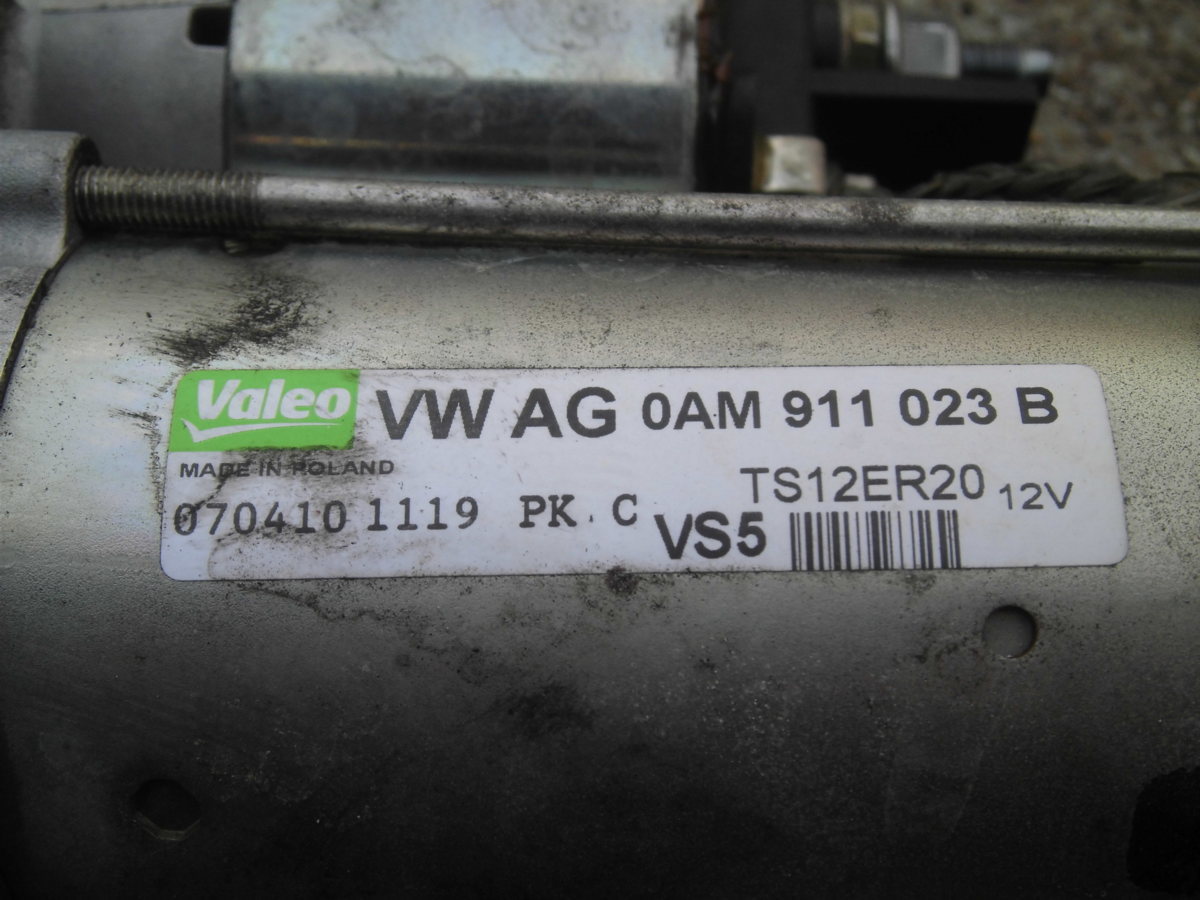 Valeo VW AG 0AM 911 023 B
MADE IN POLAND
TS12ER20 12V
070410 1119 PK C VS5